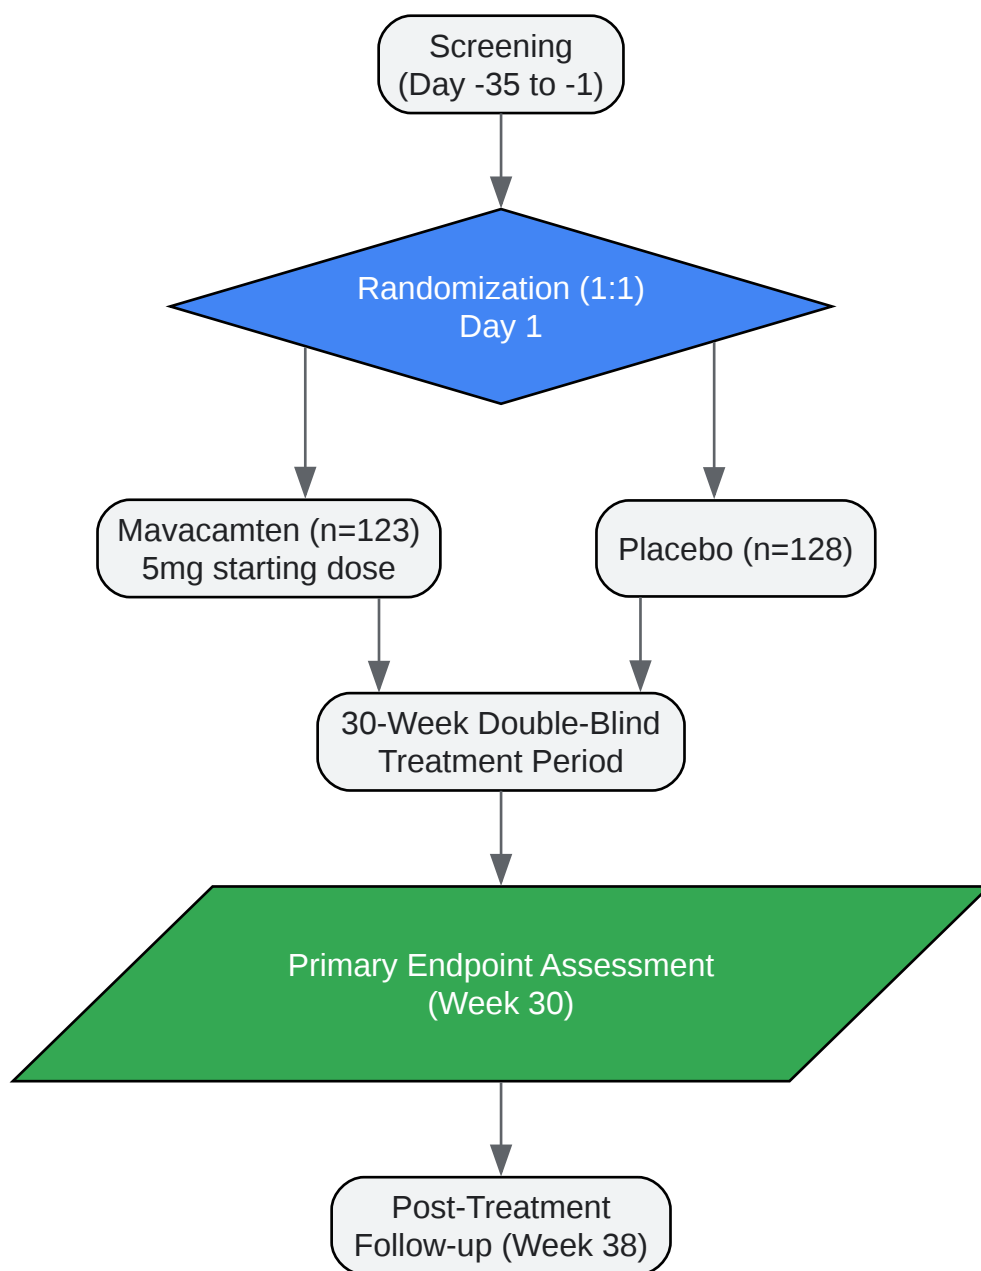 Screening
(Day -35 to -1)
Randomization (1:1)
Day 1
Mavacamten (n=123)
5mg starting dose
Placebo (n=128)
30-Week Double-Blind
Treatment Period
Primary Endpoint Assessment
(Week 30)
Post-Treatment
Follow-up (Week 38)